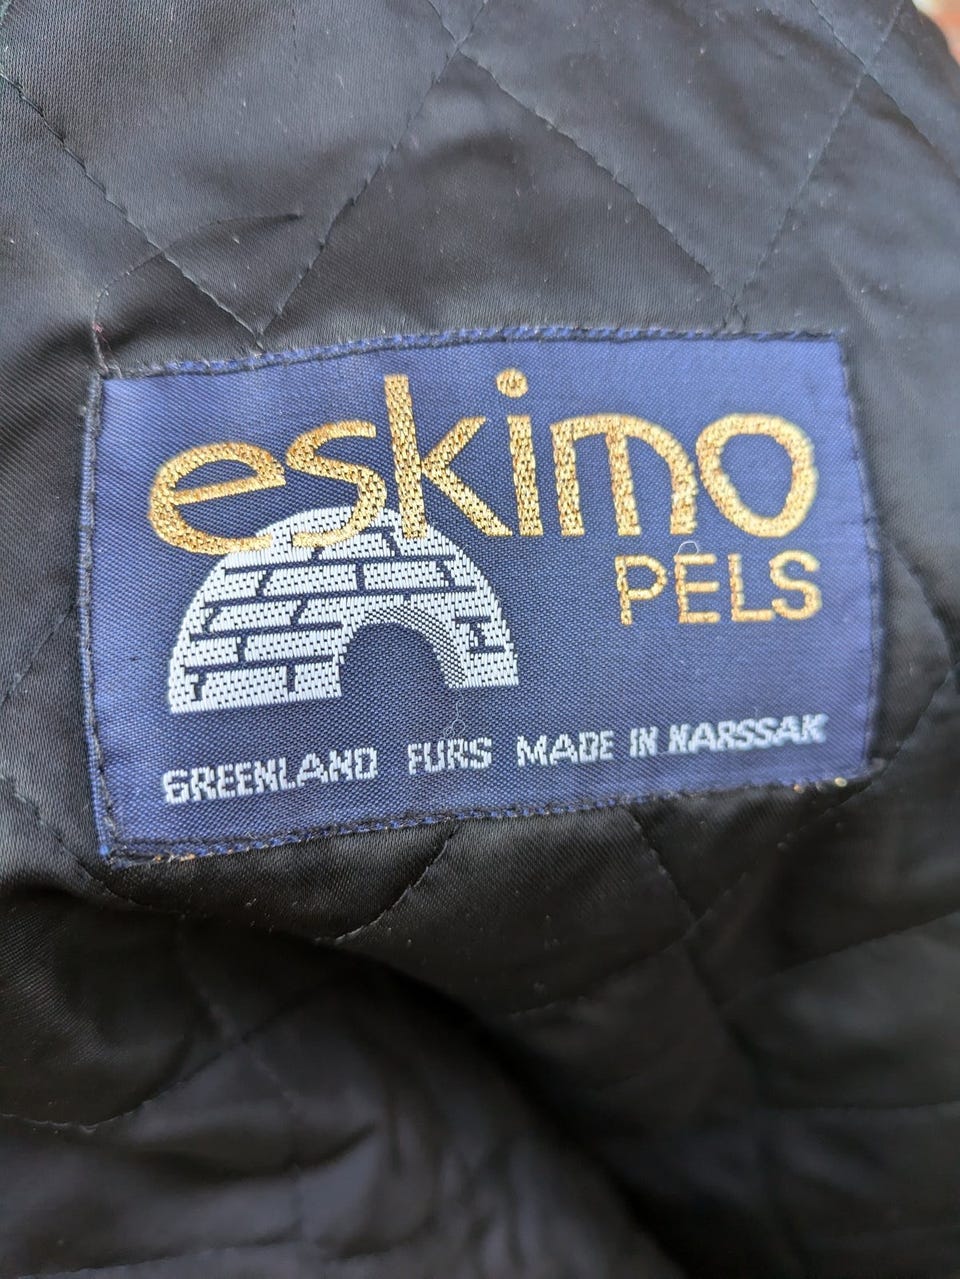 eskimo
PELS
GREENLAND FURS MADE IN NARSSAK